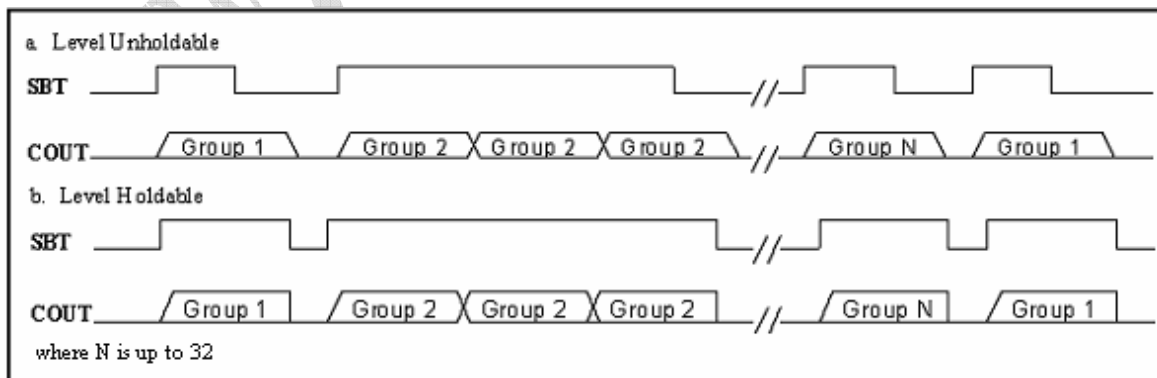 a. Level Unholdable
SBT
//
COUT Group 1 Group 2 Group 2 Group 2 // Group N Group 1
b. Level Holdable
SBT
//
COUT Group 1 Group 2 Group 2 Group 2 // Group N Group 1
where N is up to 32